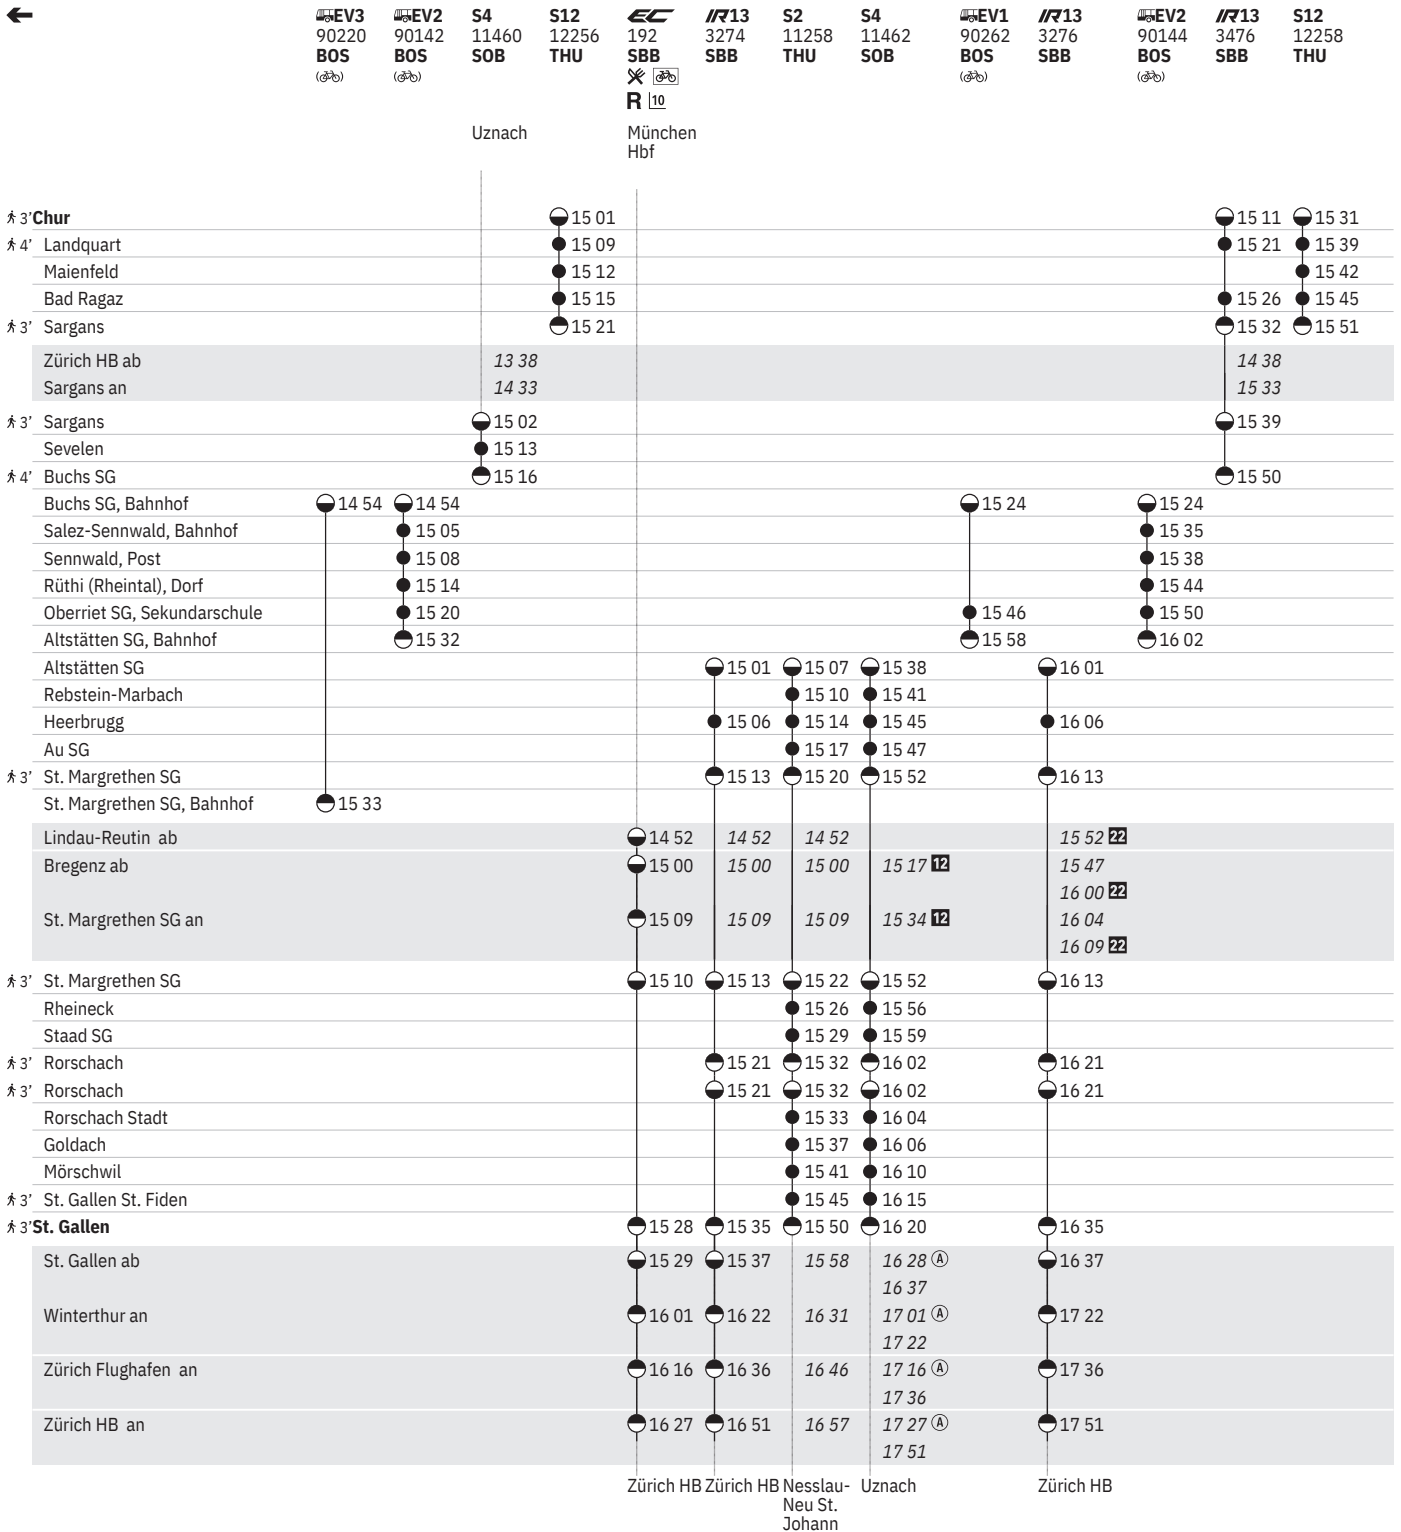 EV3 EV2 S4 S12 EC IR13 S2 S4 EV1 IR13 EV2 IR13 S12
90220 90142 11460 12256 192 3274 11258 11462 90262 3276 90144 3476 12258
BOS BOS SOB THU SBB SBB THU SOB BOS SBB BOS SBB THU
R 10
Uznach München
Hbf
3’ Chur 15 01 15 11 15 31
4’ Landquart 15 09 15 21 15 39
Maienfeld 15 12 15 42
Bad Ragaz 15 15 15 26 15 45
3’ Sargans 15 21 15 32 15 51
Zürich HB ab 13 38 14 38
Sargans an 14 33 15 33
3’ Sargans 15 02 15 39
Sevelen 15 13
4’ Buchs SG 15 16 15 50
Buchs SG, Bahnhof 14 54 14 54 15 24 15 24
Salez-Sennwald, Bahnhof 15 05 15 35
Sennwald, Post 15 08 15 38
Rüthi (Rheintal), Dorf 15 14 15 44
Oberriet SG, Sekundarschule 15 20 15 46 15 50
Altstätten SG, Bahnhof 15 32 15 58 16 02
Altstätten SG 15 01 15 07 15 38 16 01
Rebstein-Marbach 15 10 15 41
Heerbrugg 15 06 15 14 15 45 16 06
Au SG 15 17 15 47
3’ St. Margrethen SG 15 13 15 20 15 52 16 13
St. Margrethen SG, Bahnhof 15 33
Lindau-Reutin ab 14 52 14 52 14 52 15 52 22
Bregenz ab 15 00 15 00 15 00 15 17 12 15 47
16 00 22
St. Margrethen SG an 15 09 15 09 15 09 15 34 12 16 04
16 09 22
3’ St. Margrethen SG 15 10 15 13 15 22 15 52 16 13
Rheineck 15 26 15 56
Staad SG 15 29 15 59
3’ Rorschach 15 21 15 32 16 02 16 21
3’ Rorschach 15 21 15 32 16 02 16 21
Rorschach Stadt 15 33 16 04
Goldach 15 37 16 06
Mörschwil 15 41 16 10
3’ St. Gallen St. Fiden 15 45 16 15
3’ St. Gallen 15 28 15 35 15 50 16 20 16 35
St. Gallen ab 15 29 15 37 15 58 16 28 Ⓐ 16 37
16 37
Winterthur an 16 01 16 22 16 31 17 01 Ⓐ 17 22
17 22
Zürich Flughafen an 16 16 16 36 16 46 17 16 Ⓐ 17 36
17 36
Zürich HB an 16 27 16 51 16 57 17 27 Ⓐ 17 51
17 51
Zürich HB Zürich HB Nesslau- Uznach Zürich HB
Neu St.
Johann